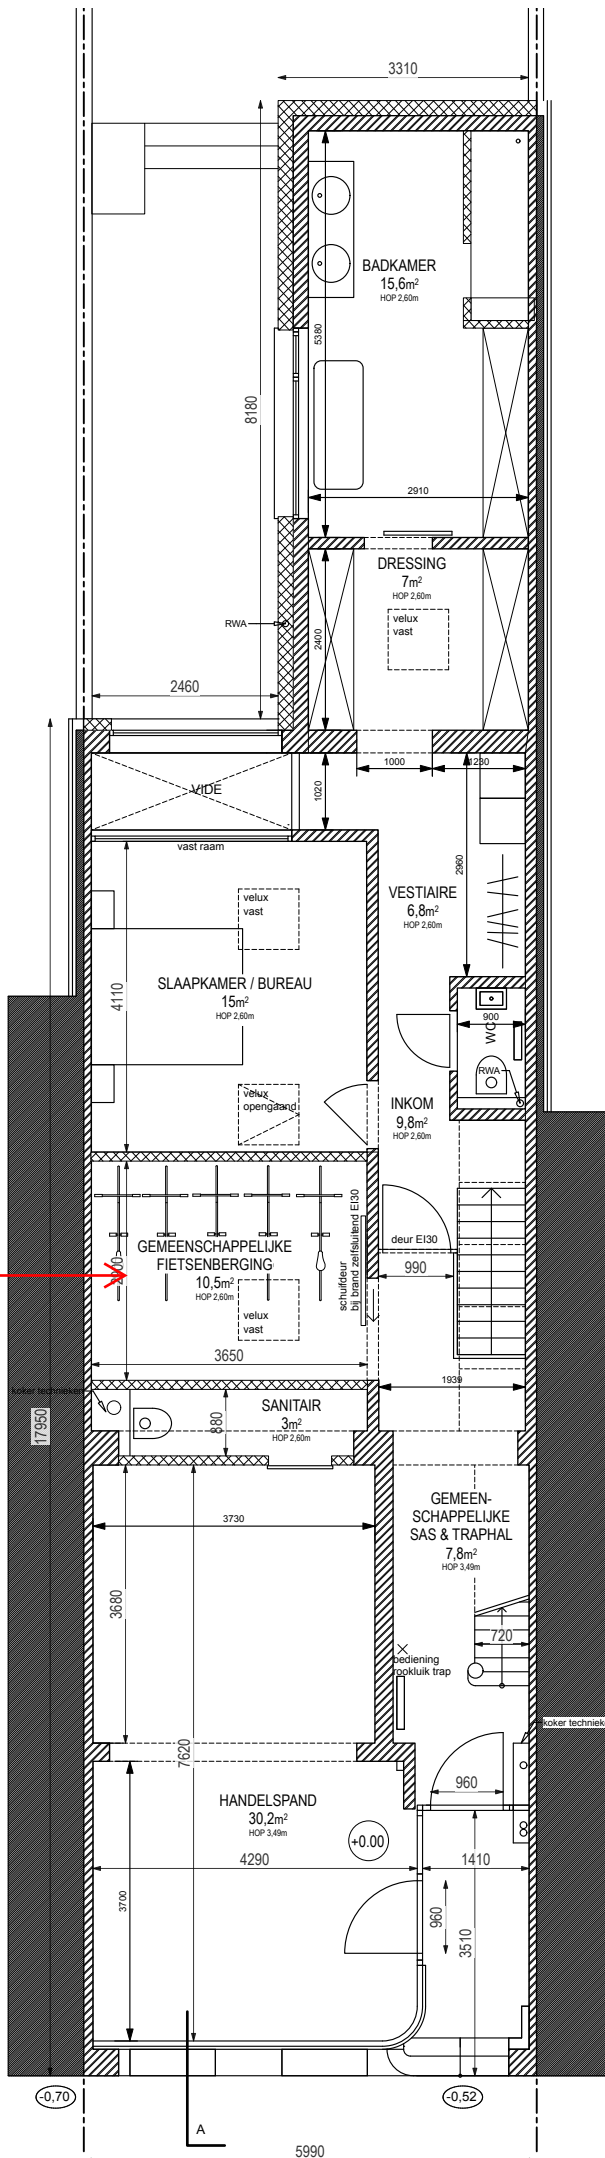 3310
BADKAMER
15,6m²
HOP 2,60m
5380
8180
2910
DRESSING
7m²
HOP 2,60m
velux
vast
RWA
2400
2460
1000
1230
VIDE
1020
vast raam
2960
VESTIAIRE
6,8m²
HOP 2,60m
velux
vast
SLAAPKAMER / BUREAU
15m²
HOP 2,60m
4110
900
WC
RWA
velux
opengaand
INKOM
9,8m²
HOP 2,60m
deur EI30
990
schuifdeur
bij brand zelfsluitend EI30
GEMEENSCHAPPELIJKE
FIETSENBERGING
10,5m²
HOP 2,60m
velux
vast
3650
1939
koker technieken
SANITAIR
3m²
HOP 2,60m
880
17950
3730
3680
GEMEEN-
SCHAPPELIJKE
SAS & TRAPHAL
7,8m²
HOP 3,49m
720
bediening
rookluik trap
koker technieke
7620
960
HANDELSPAND
30,2m²
HOP 3,49m
+0.00
4290
1410
3700
960
3510
-0,70
-0,52
A
5990